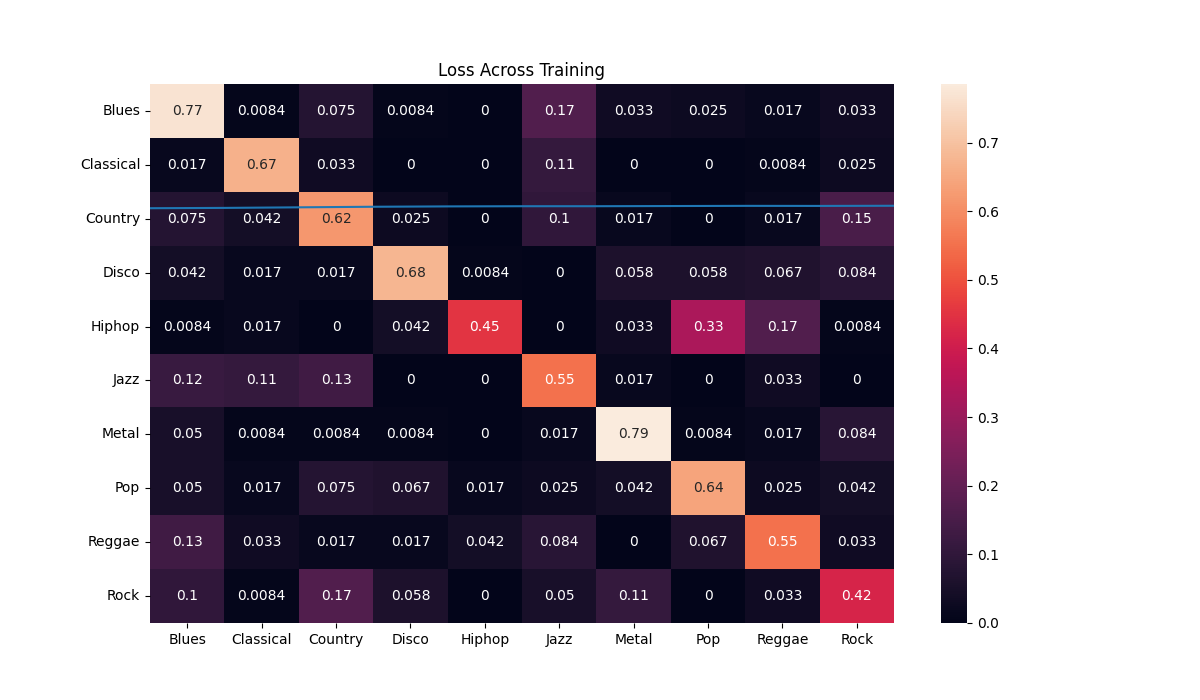 Loss Across Training
Blues 0.77 0.0084 0.075 0.0084 0 0.17 0.033 0.025 0.017 0.033
Classical 0.017 0.67 0.033 0 0 0.11 0 0 0.0084 0.025
Country 0.075 0.042 0.62 0.025 0 0.1 0.017 0 0.017 0.15
Disco 0.042 0.017 0.017 0.68 0.0084 0 0.058 0.058 0.067 0.084
Hiphop 0.0084 0.017 0 0.042 0.45 0 0.033 0.33 0.17 0.0084
Jazz 0.12 0.11 0.13 0 0 0.55 0.017 0 0.033 0
Metal 0.05 0.0084 0.0084 0.0084 0 0.017 0.79 0.0084 0.017 0.084
Pop 0.05 0.017 0.075 0.067 0.017 0.025 0.042 0.64 0.025 0.042
Reggae 0.13 0.033 0.017 0.017 0.042 0.084 0 0.067 0.55 0.033
Rock 0.1 0.0084 0.17 0.058 0 0.05 0.11 0 0.033 0.42
Blues Classical Country Disco Hiphop Jazz Metal Pop Reggae Rock
0.7
0.6
0.5
0.4
0.3
0.2
0.1
0.0